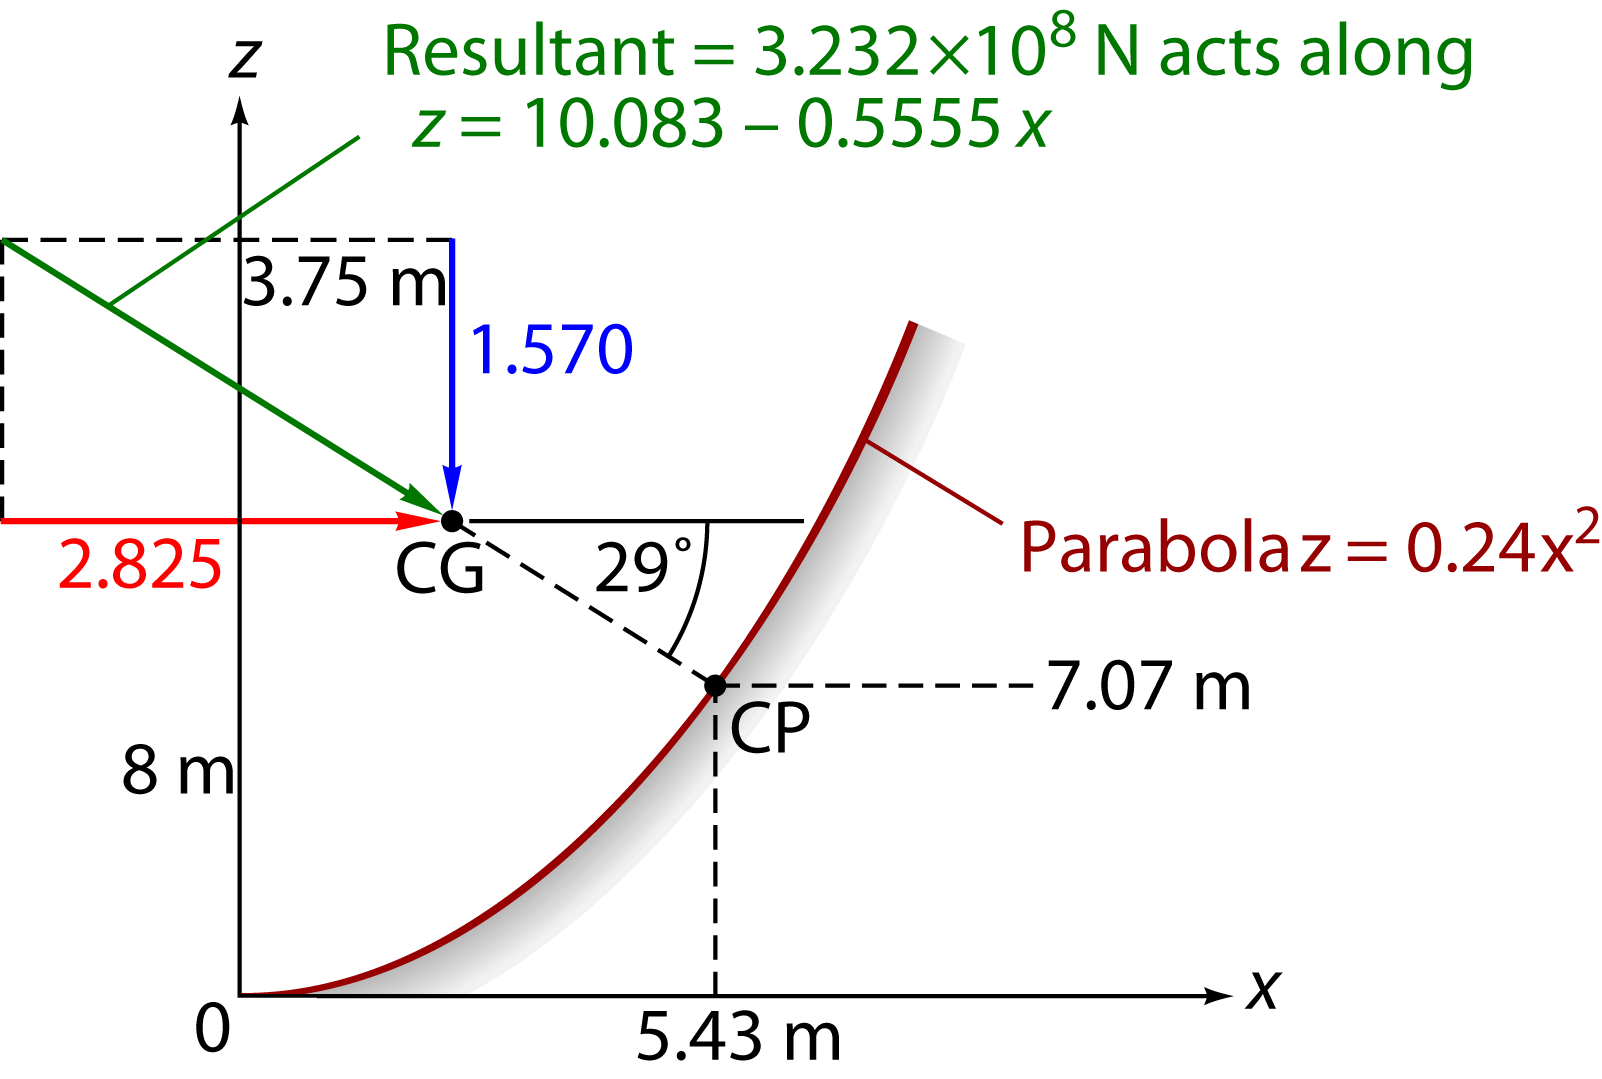 Resultant = 3.232×10⁸ N acts along
z = 10.083 – 0.5555 x
z
3.75 m
1.570
2.825
CG
29°
Parabola z = 0.24x²
7.07 m
CP
8 m
x
0
5.43 m